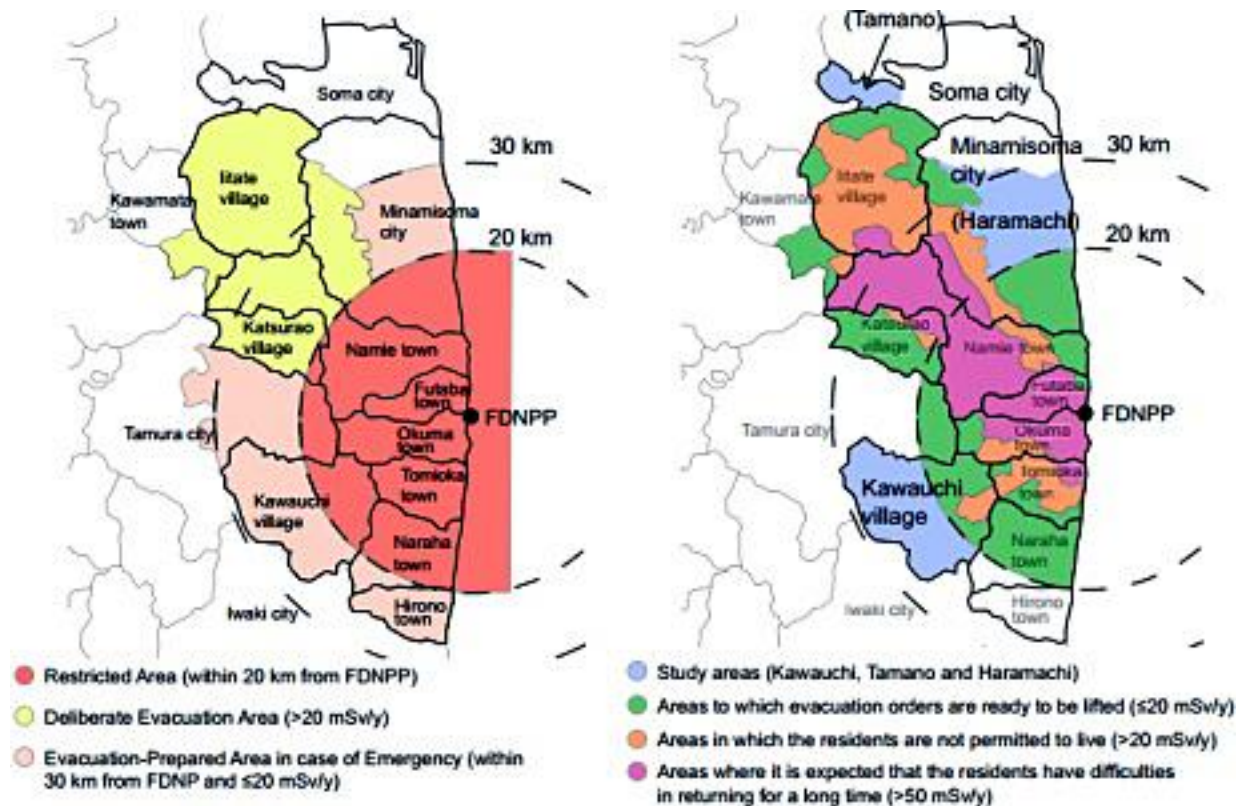 Soma city
30 km
Iitate
village
Kawamata
town
Minamisoma
city
20 km
Katsurao
village
Namie town
Futaba
town
FDNPP
Tamura city
Okuma
town
Tomioka
town
Kawauchi
village
Naraha
town
Iwaki city
Hirono
town
Restricted Area (within 20 km from FDNPP)
Deliberate Evacuation Area (>20 mSv/y)
Evacuation-Prepared Area in case of Emergency (within
30 km from FDNP and ≤20 mSv/y)
(Tamano)
Soma city
Minamisoma
city
30 km
Iitate
village
Kawamata
town
(Haramachi)
20 km
Katsurao
village
Namie town
Futaba
town
FDNPP
Tamura city
Okuma
town
Tomioka
town
Kawauchi
village
Naraha
town
Iwaki city
Hirono
town
Study areas (Kawauchi, Tamano and Haramachi)
Areas to which evacuation orders are ready to be lifted (≤20 mSv/y)
Areas in which the residents are not permitted to live (>20 mSv/y)
Areas where it is expected that the residents have difficulties
in returning for a long time (>50 mSv/y)